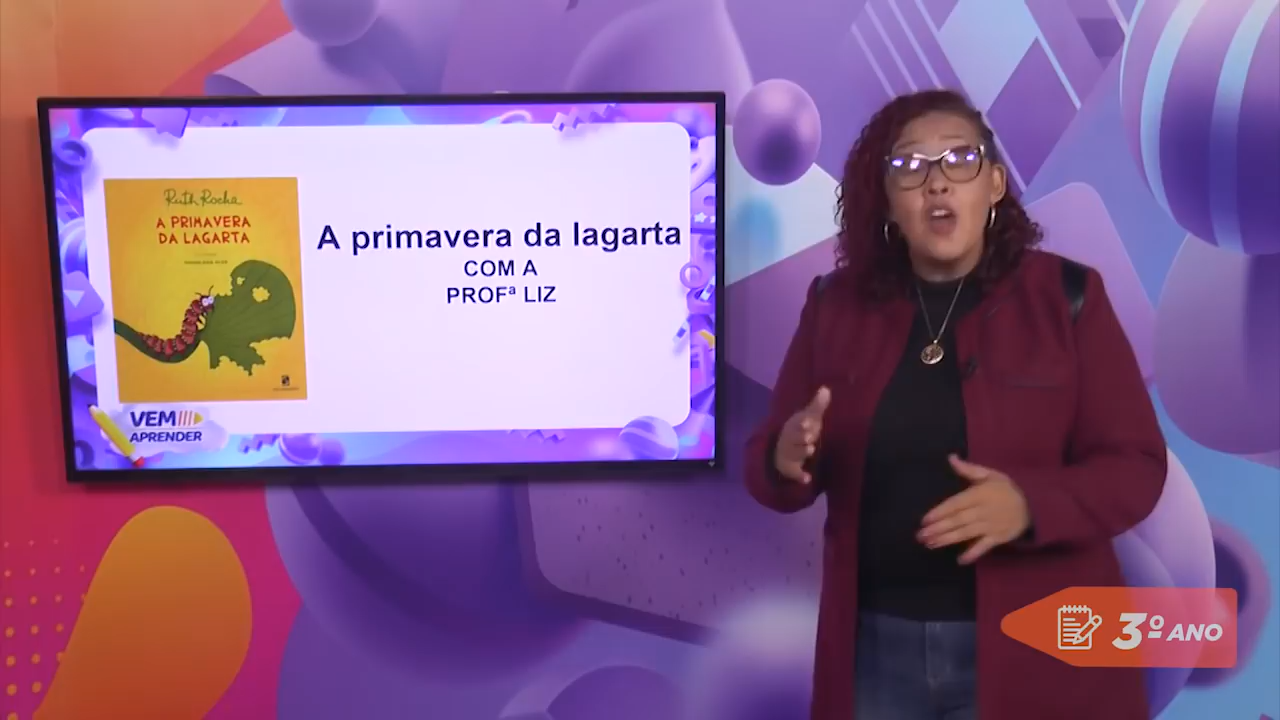 Ruth Rocha
A PRIMAVERA
DA LAGARTA
A primavera da lagarta
COM A
PROFª LIZ
VEM
APRENDER
3º ANO